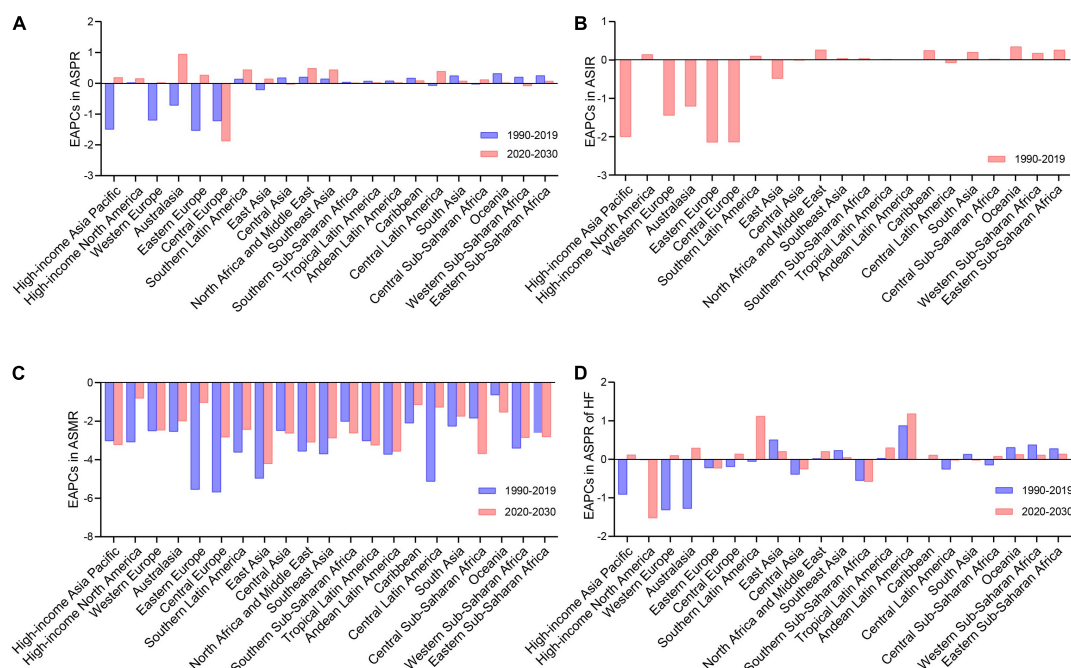 A
EAPCs in ASPR
2
1
0
-1
-2
-3
1990-2019
2020-2030
High-income Asia Pacific
High-income North America
Western Europe
Australasia
Eastern Europe
Central Europe
Southern Latin America
East Asia
Central Asia
North Africa and Middle East
Southeast Asia
Southern Sub-Saharan Africa
Tropical Latin America
Andean Latin America
Caribbean
Central Latin America
South Asia
Central Sub-Saharan Africa
Oceania
Western Sub-Saharan Africa
Eastern Sub-Saharan Africa
B
EAPCs in ASIR
1
0
-1
-2
-3
1990-2019
High-income Asia Pacific
High-income North America
Western Europe
Australasia
Eastern Europe
Central Europe
Southern Latin America
East Asia
Central Asia
North Africa and Middle East
Southeast Asia
Southern Sub-Saharan Africa
Tropical Latin America
Andean Latin America
Caribbean
Central Latin America
South Asia
Central Sub-Saharan Africa
Oceania
Western Sub-Saharan Africa
Eastern Sub-Saharan Africa
C
EAPCs in ASMR
0
-2
-4
-6
-8
1990-2019
2020-2030
High-income Asia Pacific
High-income North America
Western Europe
Australasia
Eastern Europe
Central Europe
Southern Latin America
East Asia
Central Asia
North Africa and Middle East
Southeast Asia
Southern Sub-Saharan Africa
Tropical Latin America
Andean Latin America
Caribbean
Central Latin America
South Asia
Central Sub-Saharan Africa
Oceania
Western Sub-Saharan Africa
Eastern Sub-Saharan Africa
D
EAPCs in ASPR of HF
2
1
0
-1
-2
1990-2019
2020-2030
High-income Asia Pacific
High-income North America
Western Europe
Australasia
Eastern Europe
Central Europe
Southern Latin America
East Asia
Central Asia
North Africa and Middle East
Southeast Asia
Southern Sub-Saharan Africa
Tropical Latin America
Andean Latin America
Caribbean
Central Latin America
South Asia
Central Sub-Saharan Africa
Oceania
Western Sub-Saharan Africa
Eastern Sub-Saharan Africa